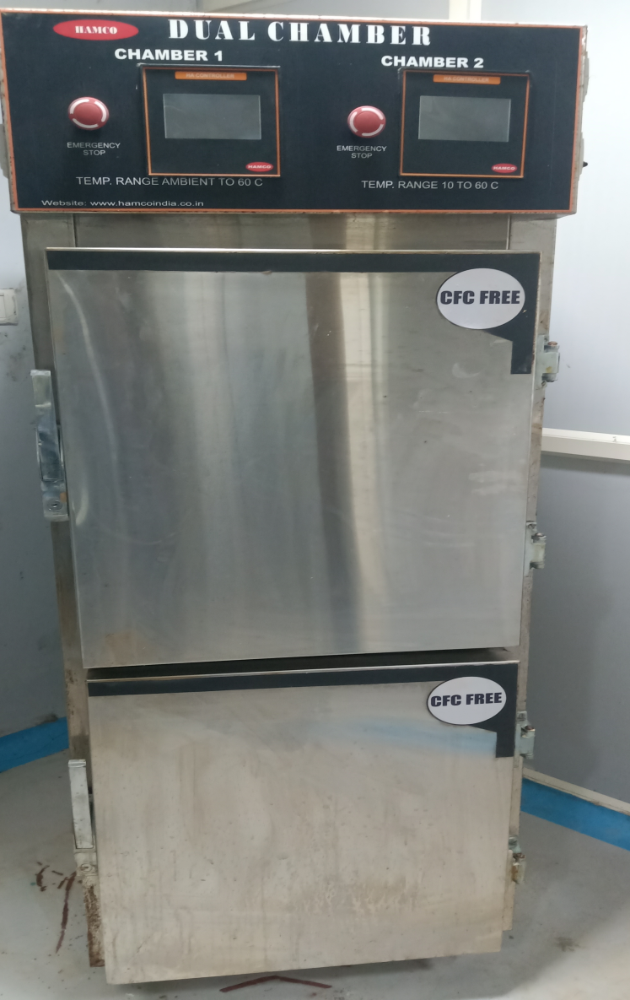 HAMCO
DUAL CHAMBER
CHAMBER 1
CHAMBER 2
HA CONTROLLER
HA CONTROLLER
EMERGENCY
STOP
EMERGENCY
STOP
HAMCO
HAMCO
TEMP. RANGE AMBIENT TO 60 C
TEMP. RANGE 10 TO 60 C
Website: www.hamcoindia.co.in
CFC FREE
CFC FREE